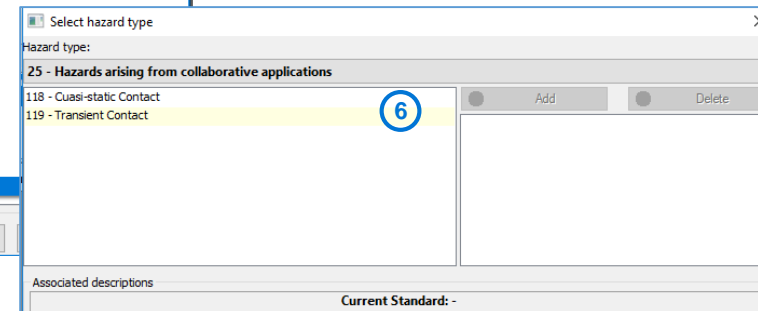 Select hazard type
Hazard type:
25 - Hazards arising from collaborative applications
118 - Cuasi-static Contact
119 - Transient Contact
6
Add
Delete
Associated descriptions
Current Standard: -